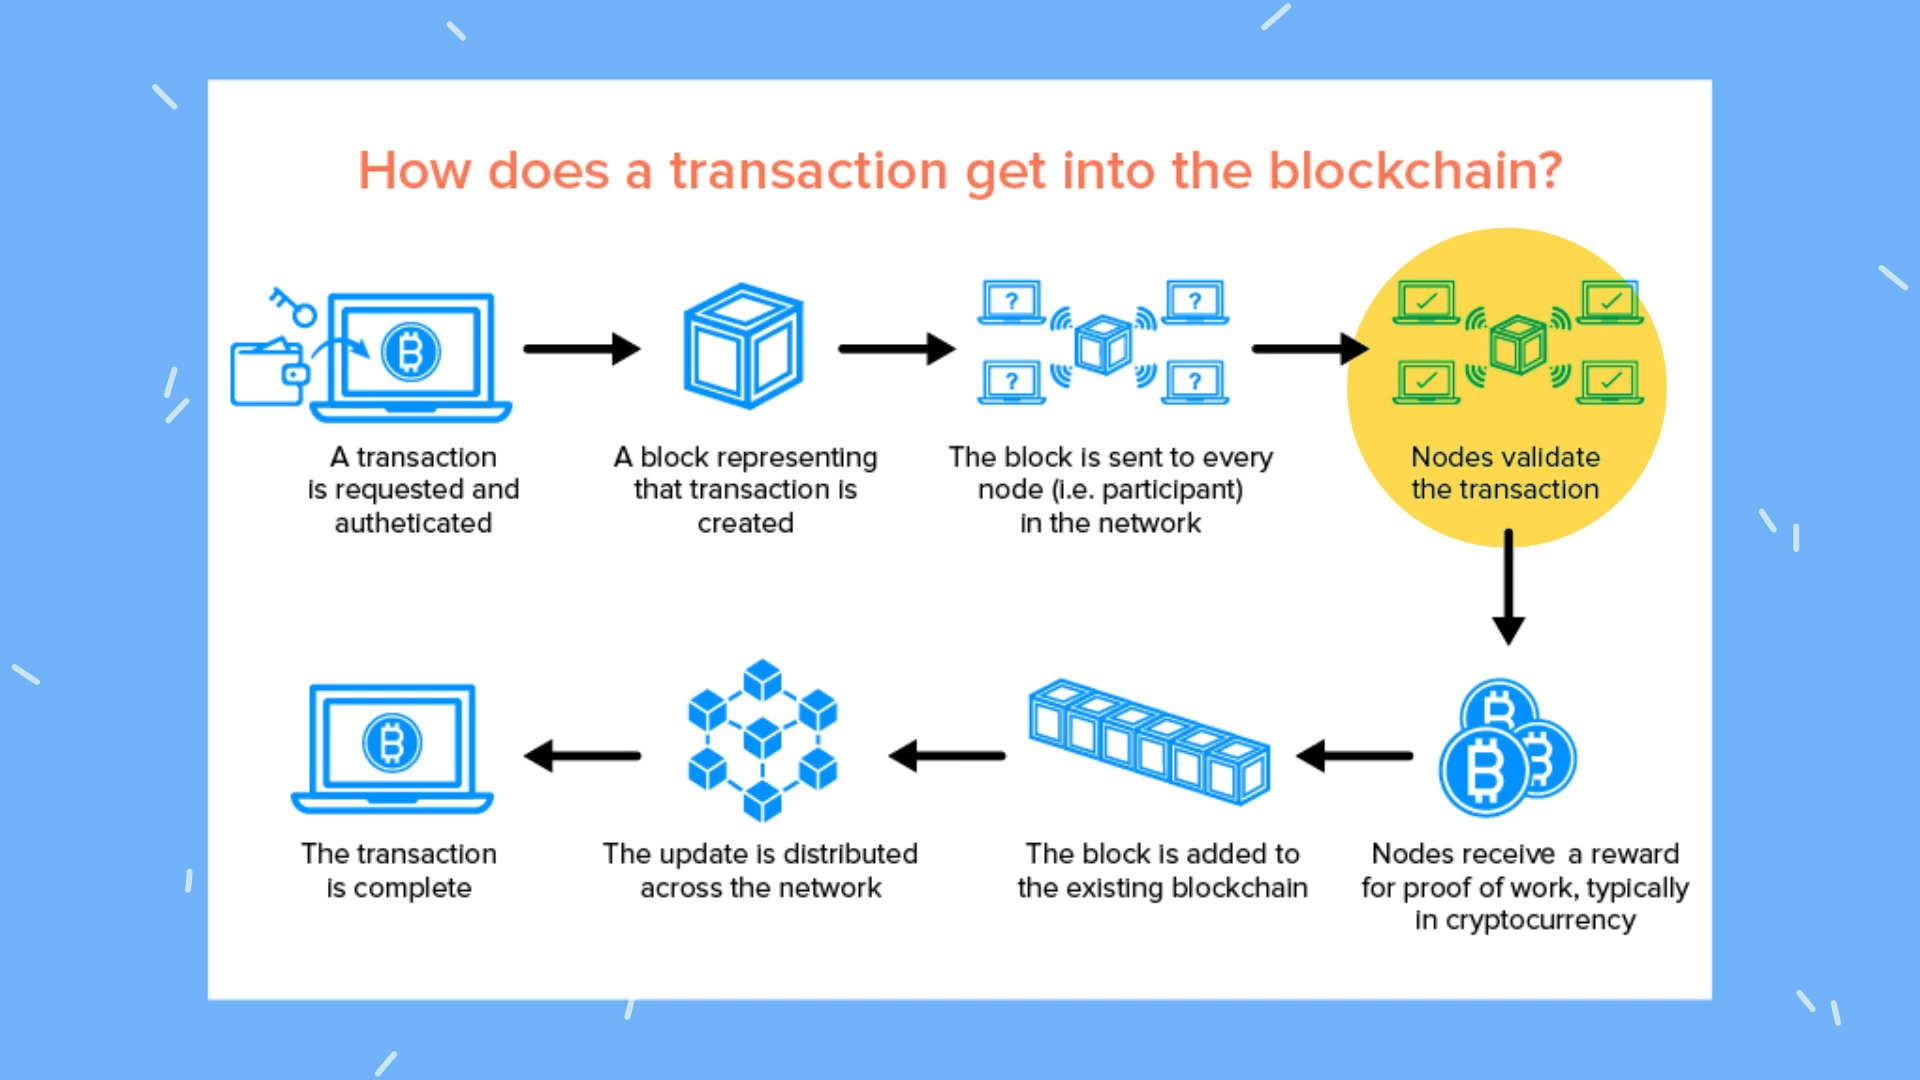 How does a transaction get into the blockchain?
A transaction
is requested and
autheticated
A block representing
that transaction is
created
The block is sent to every
node (i.e. participant)
in the network
Nodes validate
the transaction
Nodes receive a reward
for proof of work, typically
in cryptocurrency
The block is added to
the existing blockchain
The update is distributed
across the network
The transaction
is complete